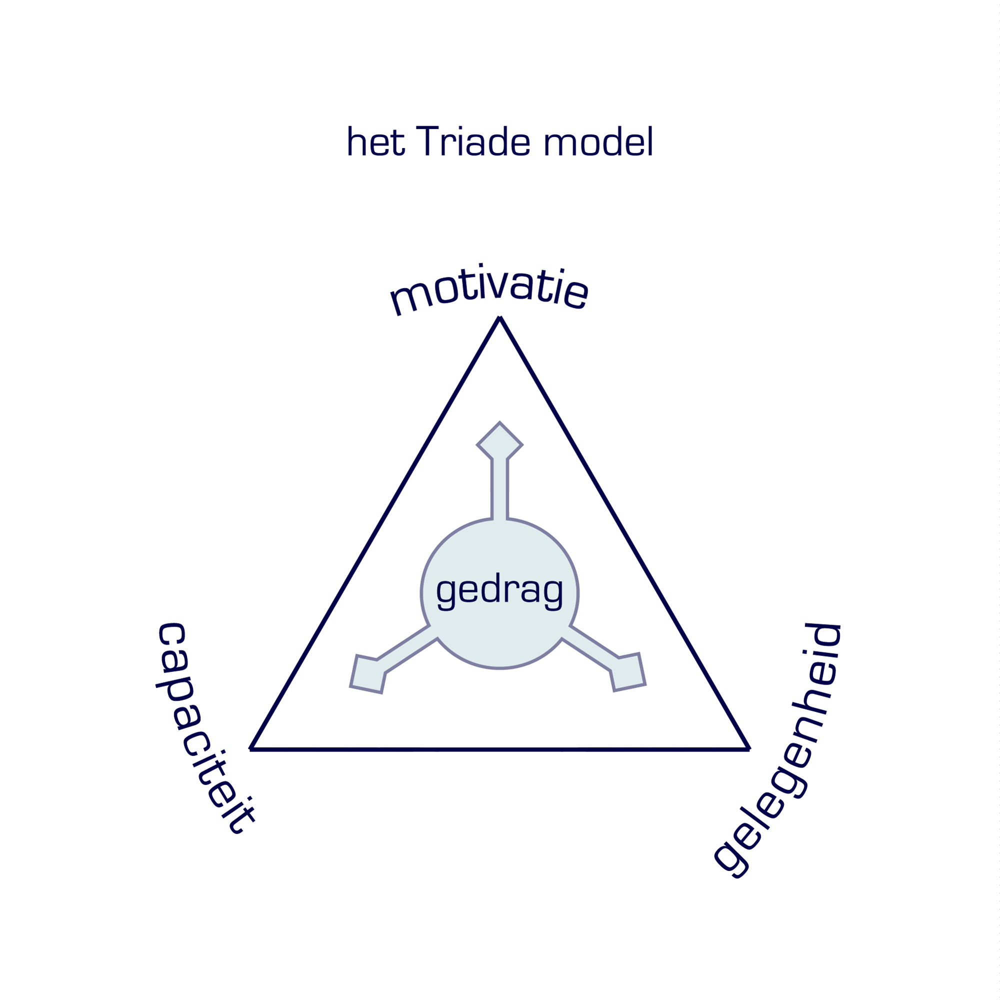 het Triade model
motivatie
gedrag
capaciteit
gelegenheid